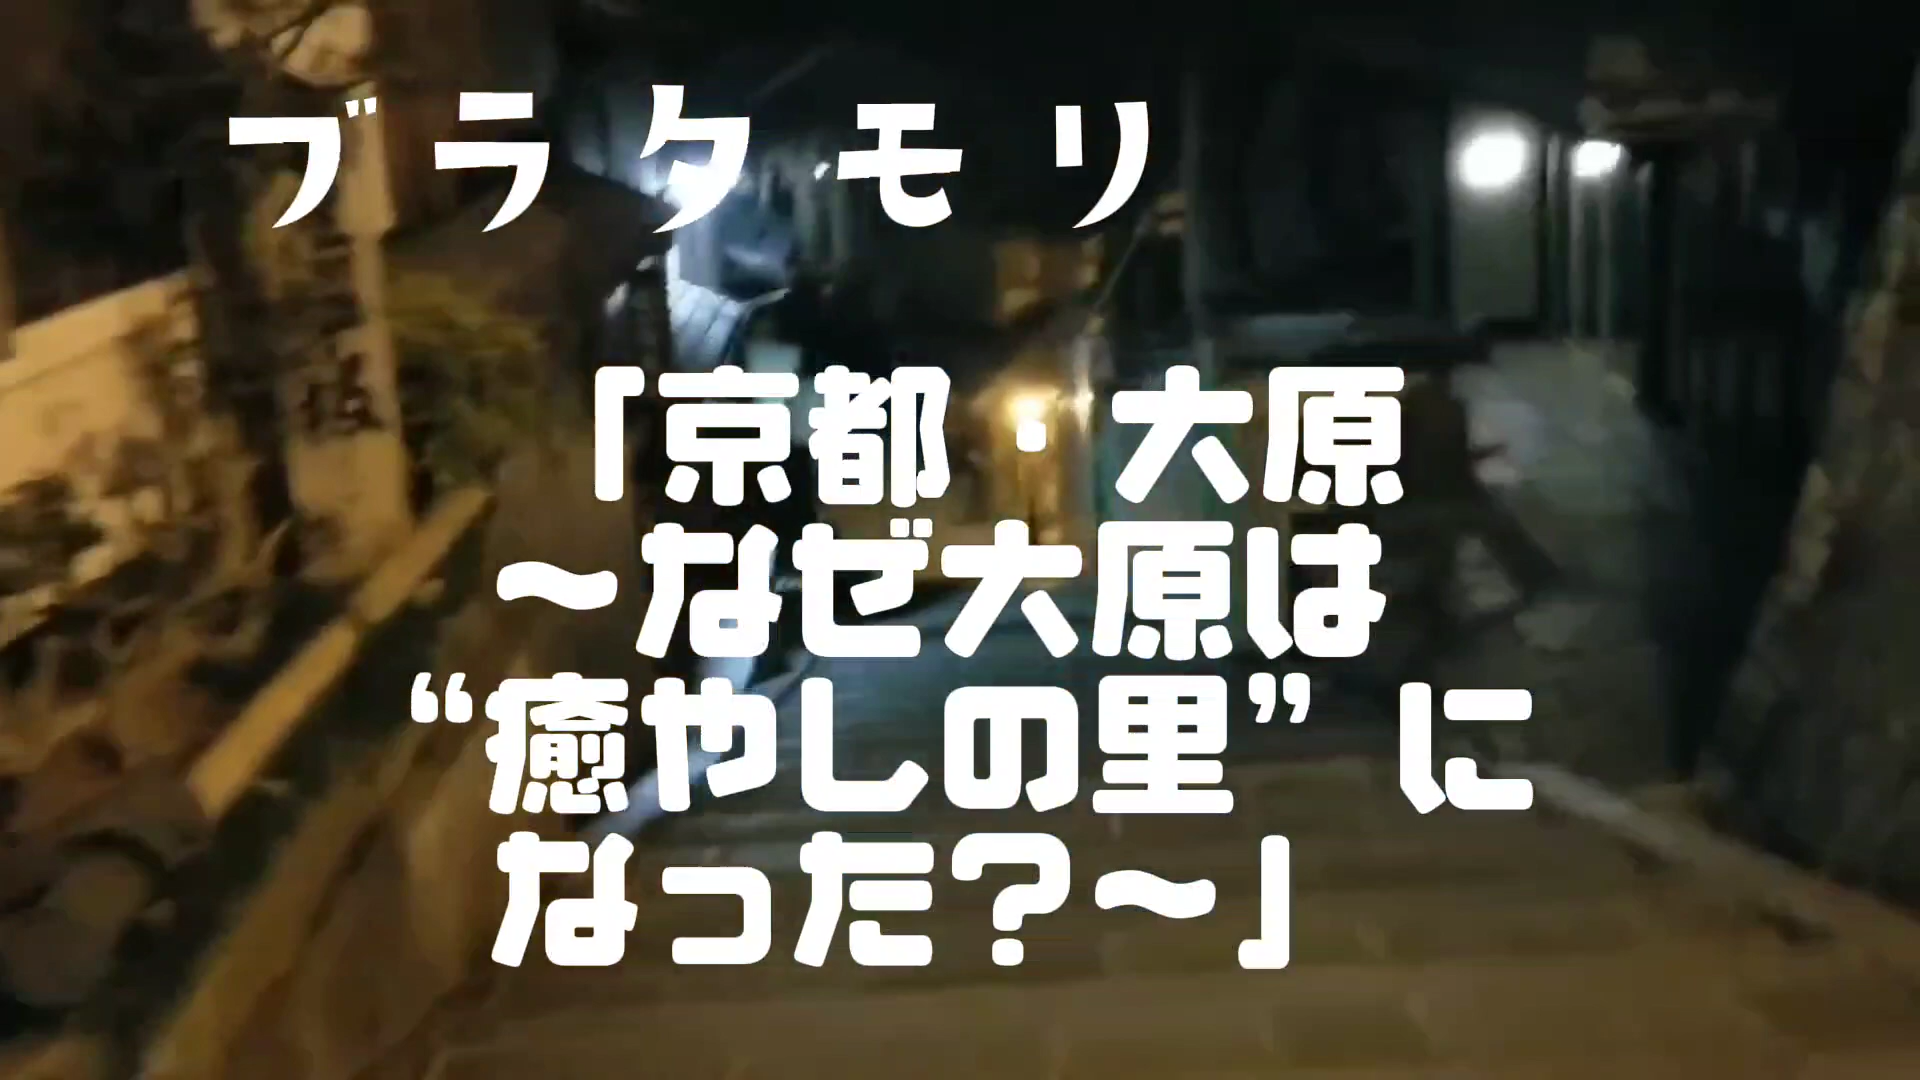 ブラタモリ
「京都・大原
～なぜ大原は
“癒やしの里”に
なった？～」